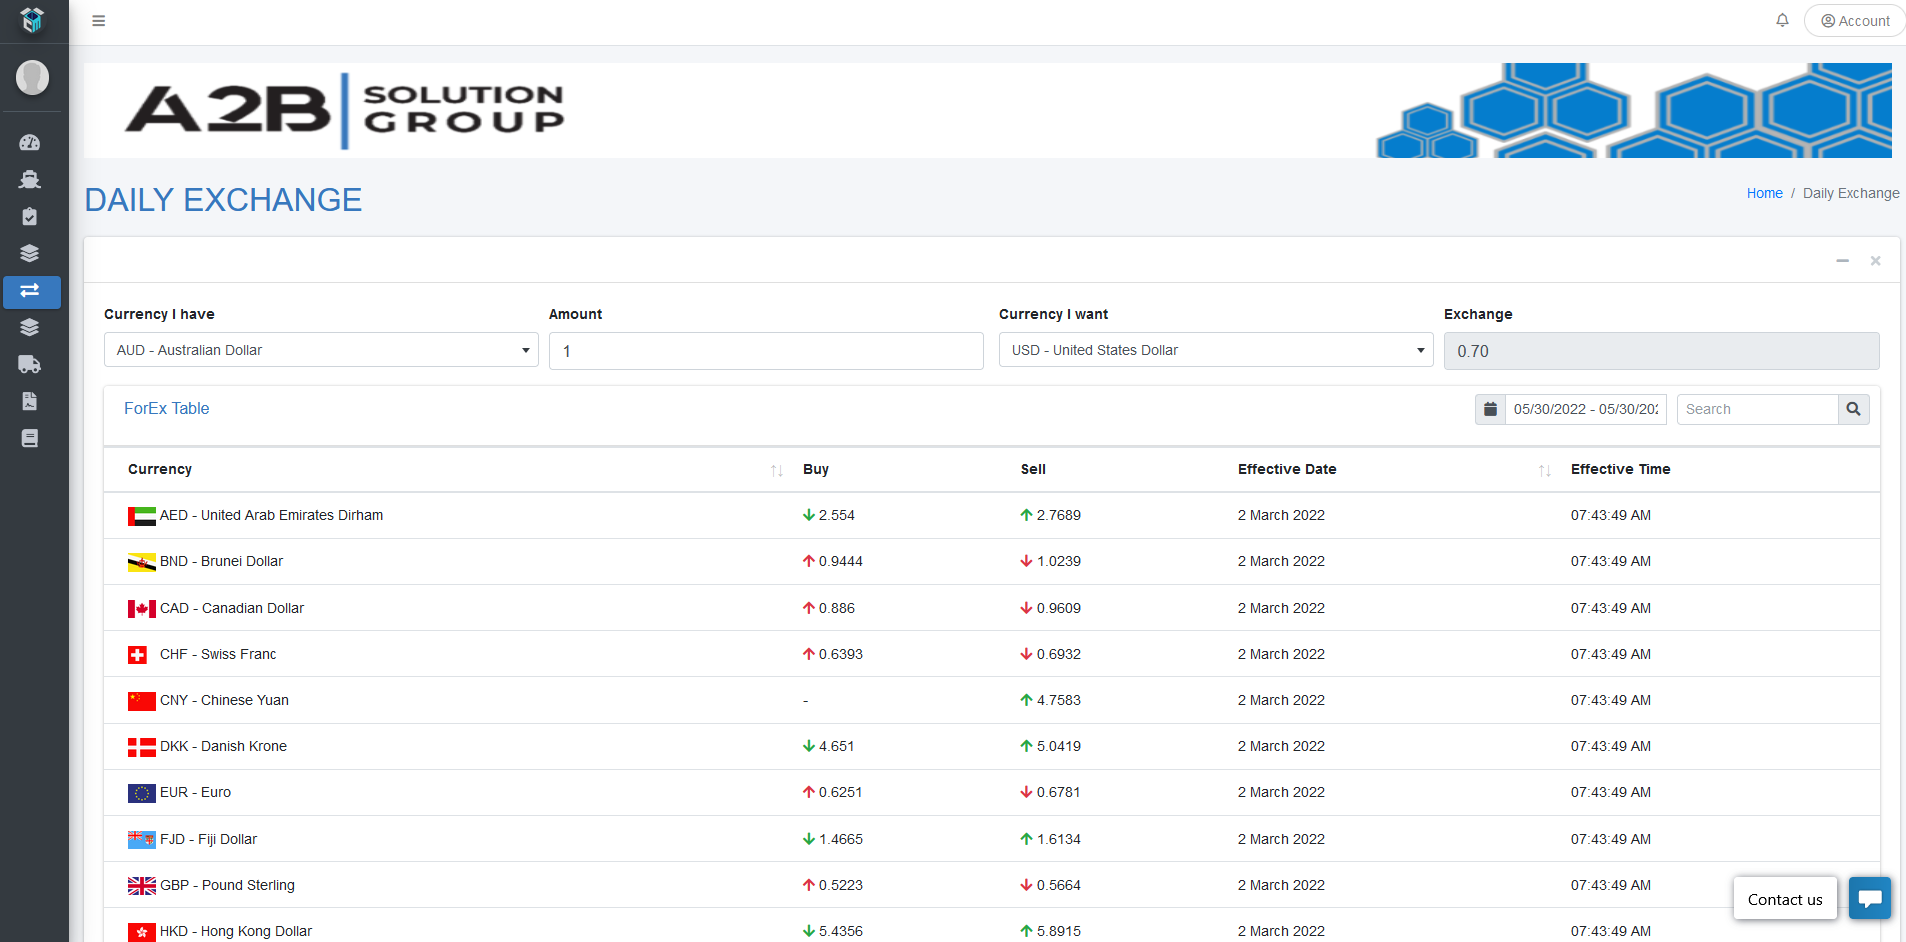 Account
A2B SOLUTION GROUP
DAILY EXCHANGE
Home / Daily Exchange
Currency I have Amount Currency I want Exchange
AUD - Australian Dollar 1 USD - United States Dollar 0.70
ForEx Table 05/30/2022 - 05/30/202 Search
Currency Buy Sell Effective Date Effective Time
AED - United Arab Emirates Dirham 2.554 2.7689 2 March 2022 07:43:49 AM
BND - Brunei Dollar 0.9444 1.0239 2 March 2022 07:43:49 AM
CAD - Canadian Dollar 0.886 0.9609 2 March 2022 07:43:49 AM
CHF - Swiss Franc 0.6393 0.6932 2 March 2022 07:43:49 AM
CNY - Chinese Yuan - 4.7583 2 March 2022 07:43:49 AM
DKK - Danish Krone 4.651 5.0419 2 March 2022 07:43:49 AM
EUR - Euro 0.6251 0.6781 2 March 2022 07:43:49 AM
FJD - Fiji Dollar 1.4665 1.6134 2 March 2022 07:43:49 AM
GBP - Pound Sterling 0.5223 0.5664 2 March 2022 07:43:49 AM
Contact us
HKD - Hong Kong Dollar 5.4356 5.8915 2 March 2022 07:43:49 AM